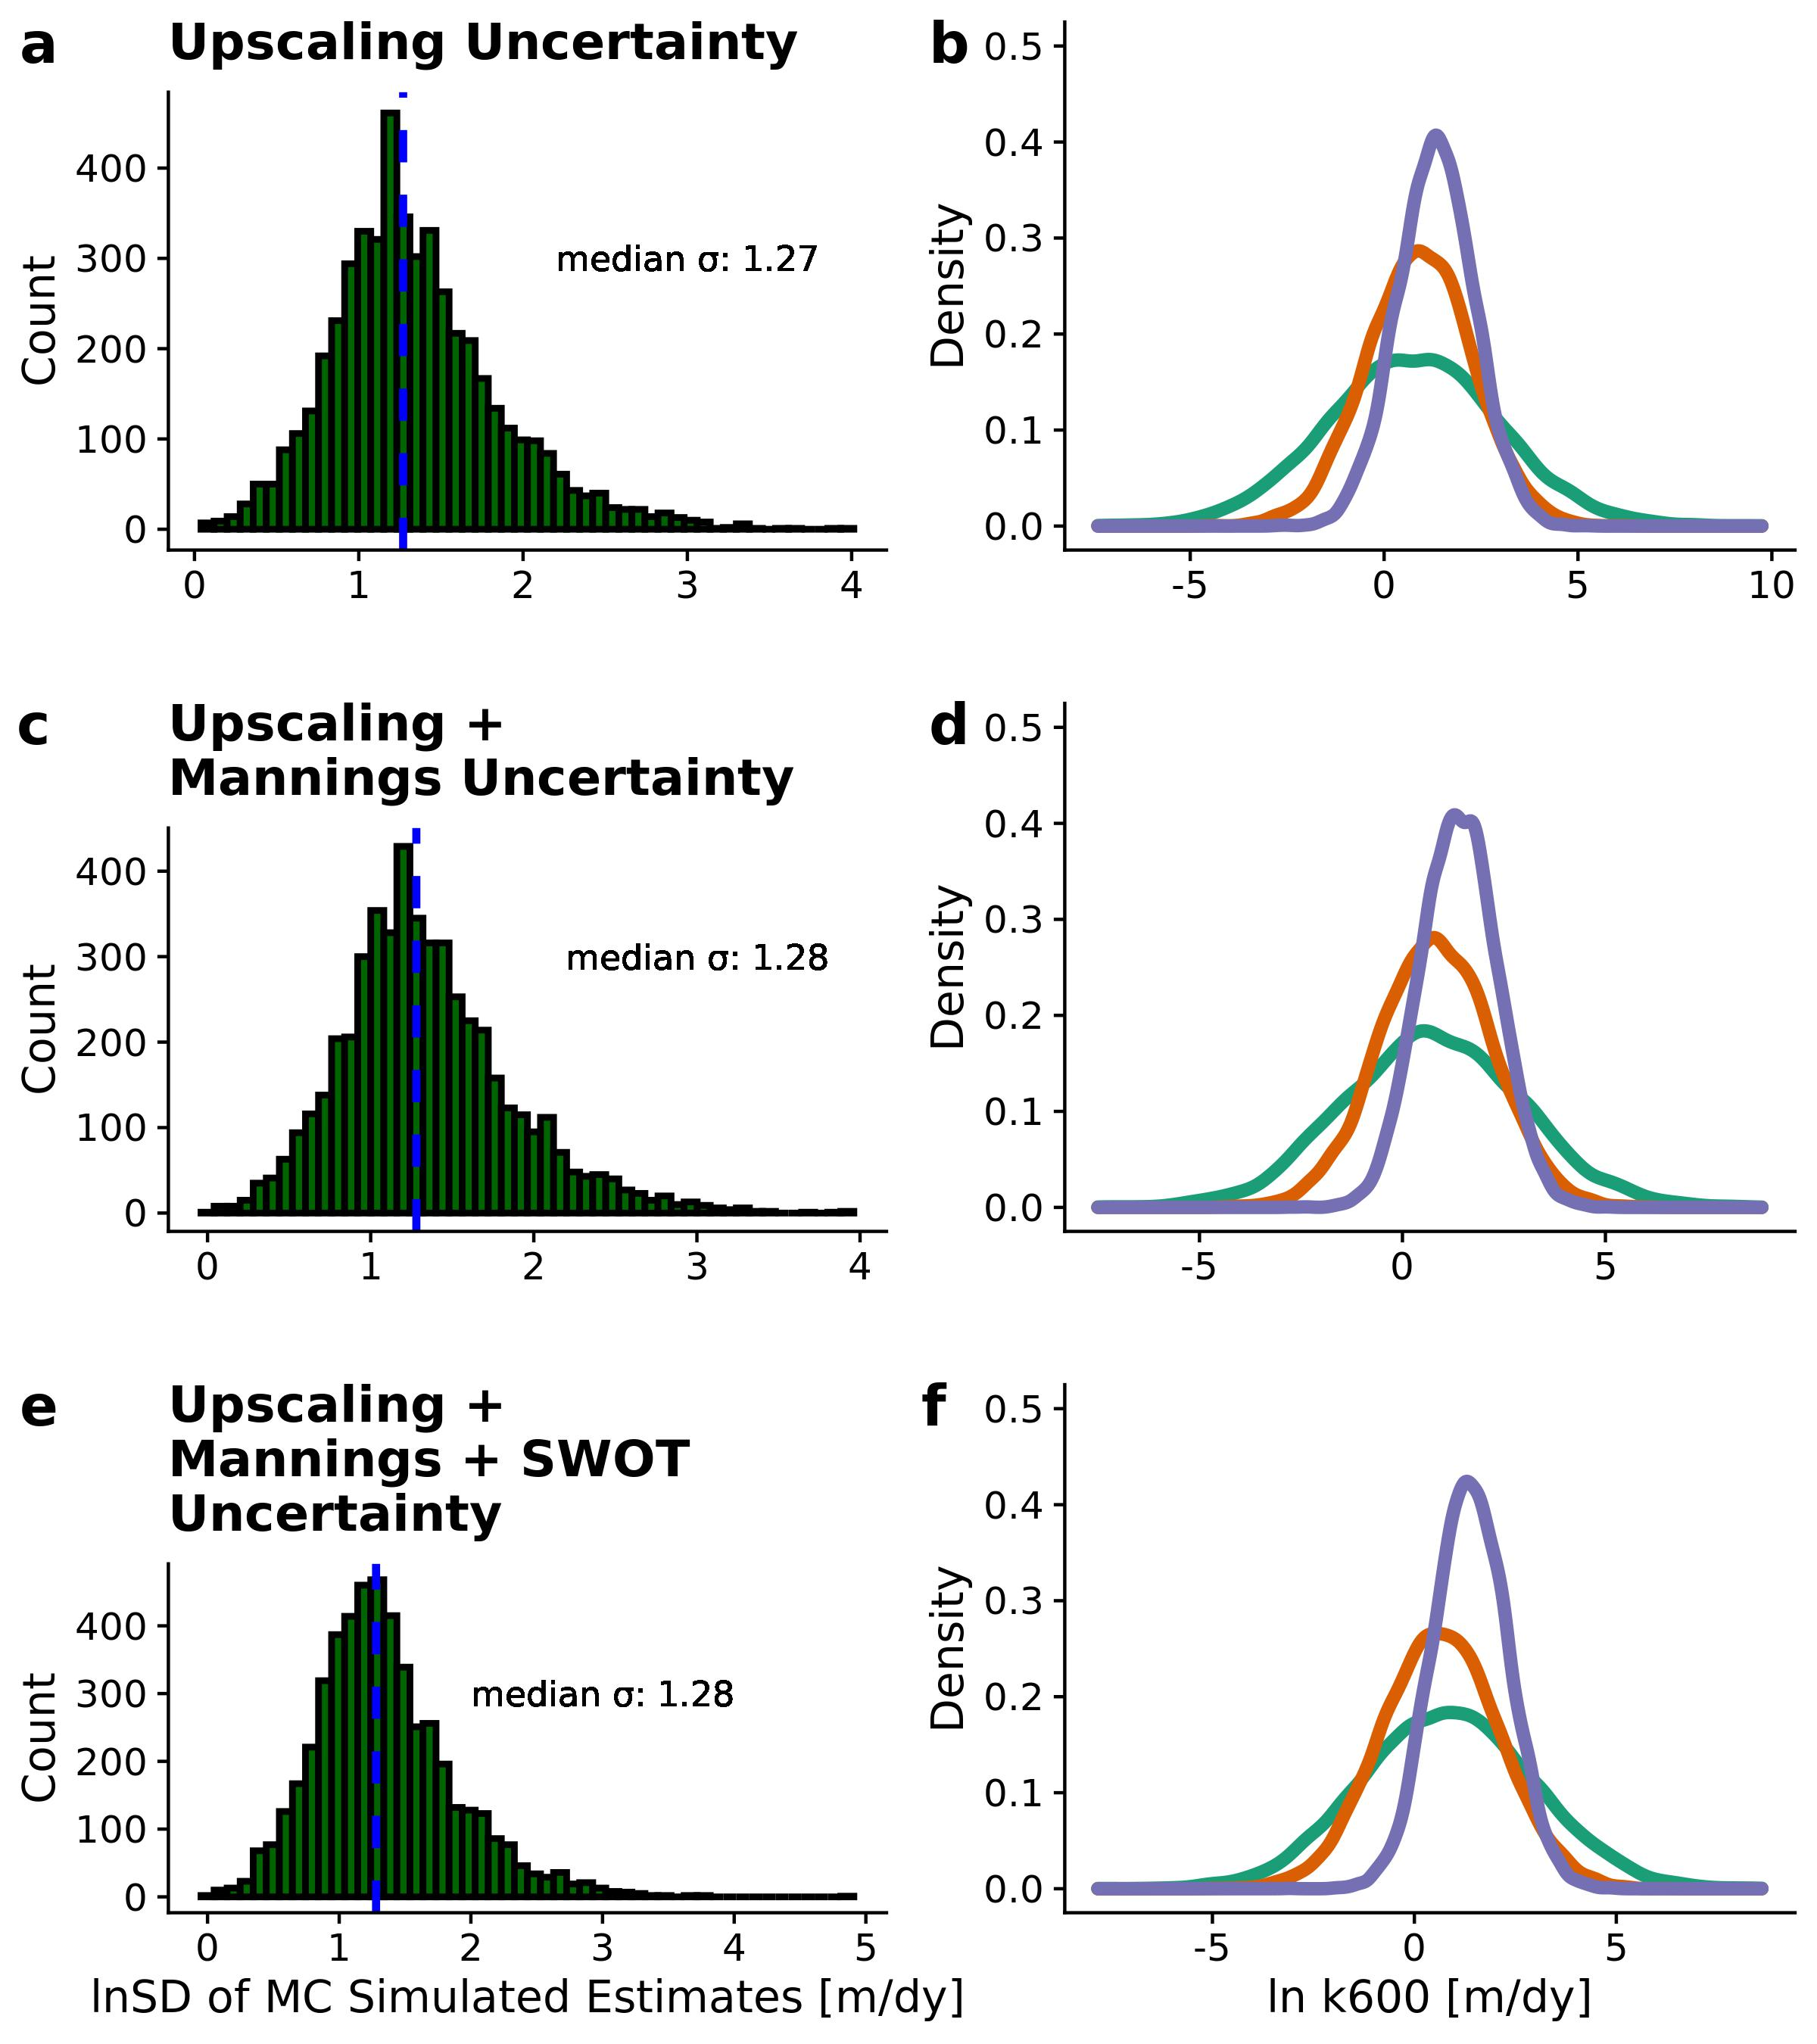 a
Upscaling Uncertainty
Count
400
300
200
100
0
median σ: 1.27
0 1 2 3 4
b
Density
0.5
0.4
0.3
0.2
0.1
0.0
-5 0 5 10
c
Upscaling +
Mannings Uncertainty
Count
400
300
200
100
0
median σ: 1.28
0 1 2 3 4
d
Density
0.5
0.4
0.3
0.2
0.1
0.0
-5 0 5
e
Upscaling +
Mannings + SWOT
Uncertainty
Count
400
300
200
100
0
median σ: 1.28
0 1 2 3 4 5
lnSD of MC Simulated Estimates [m/dy]
f
Density
0.5
0.4
0.3
0.2
0.1
0.0
-5 0 5
ln k600 [m/dy]